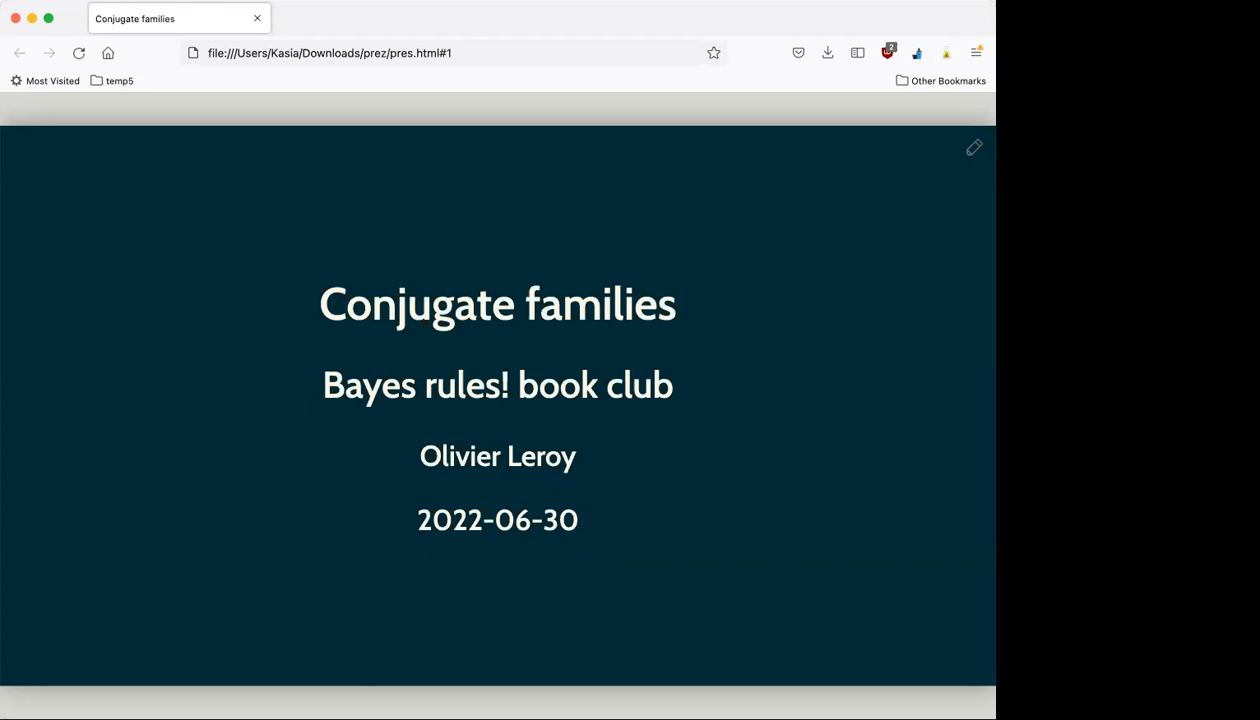 Conjugate families
file:///Users/Kasia/Downloads/prez/pres.html#1
2
Most Visited
temp5
Other Bookmarks
Conjugate families
Bayes rules! book club
Olivier Leroy
2022-06-30